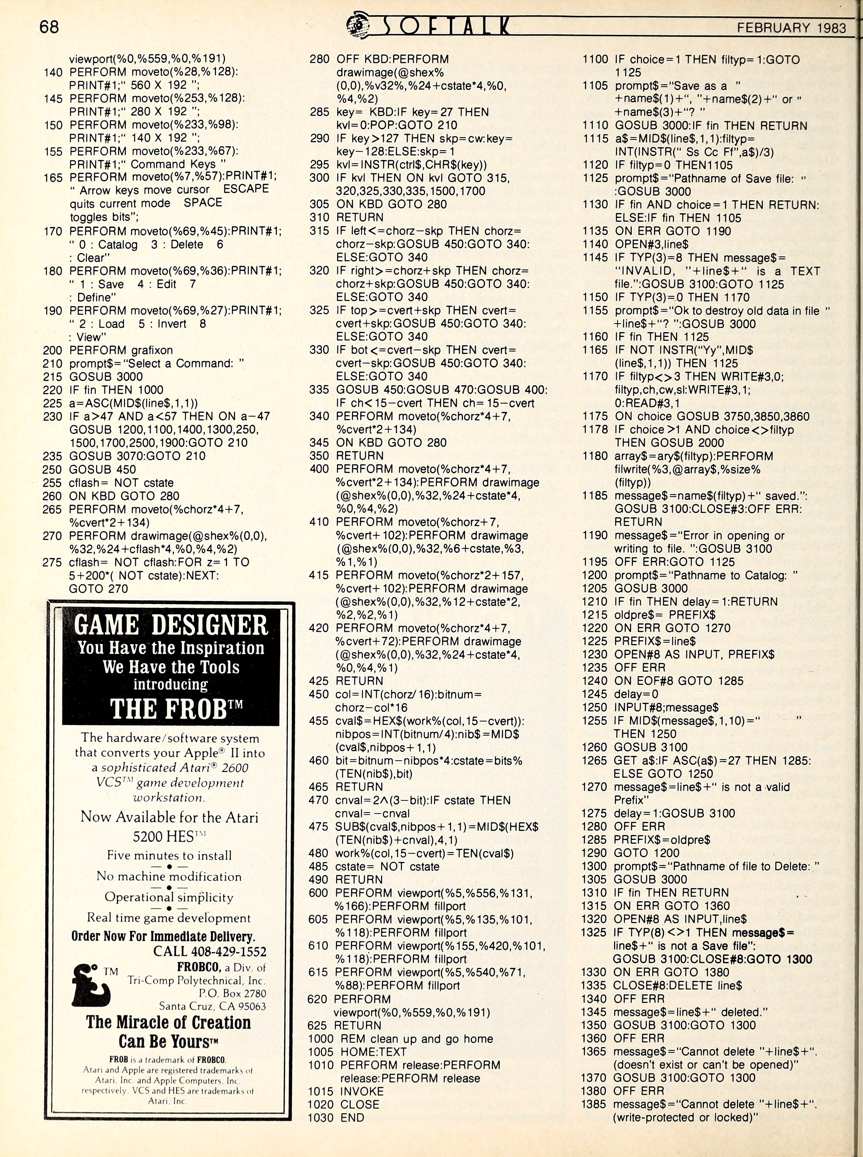 68
SOFTALK
FEBRUARY 1983
viewport(%0,%559,%0,%191)
140 PERFORM moveto(%28,%128):
PRINT#1;" 560 X 192 ";
145 PERFORM moveto(%253,%128):
PRINT#1;" 280 X 192 ";
150 PERFORM moveto(%233,%98):
PRINT#1;" 140 X 192 ";
155 PERFORM moveto(%233,%67):
PRINT#1;" Command Keys "
165 PERFORM moveto(%7,%57):PRINT#1;
" Arrow keys move cursor ESCAPE
quits current mode SPACE
toggles bits";
170 PERFORM moveto(%69,%45):PRINT#1;
" 0 : Catalog 3 : Delete 6
: Clear"
180 PERFORM moveto(%69,%36):PRINT#1;
" 1 : Save 4 : Edit 7
: Define"
190 PERFORM moveto(%69,%27):PRINT#1;
" 2 : Load 5 : Invert 8
: View"
200 PERFORM grafixon
210 prompt$="Select a Command: "
215 GOSUB 3000
220 IF fin THEN 1000
225 a=ASC(MID$(line$,1,1))
230 IF a>47 AND a<57 THEN ON a-47
GOSUB 1200,1100,1400,1300,250,
1500,1700,2500,1900:GOTO 210
235 GOSUB 3070:GOTO 210
250 GOSUB 450
255 cflash= NOT cstate
260 ON KBD GOTO 280
265 PERFORM moveto(%chorz*4+7,
%cvert*2+134)
270 PERFORM drawimage(@shex%(0,0),
%32,%24+cflash*4,%0,%4,%2)
275 cflash= NOT cflash:FOR z=1 TO
5+200*( NOT cstate):NEXT:
GOTO 270
GAME DESIGNER
You Have the Inspiration
We Have the Tools
introducing
THE FROB™
The hardware/software system
that converts your Apple® II into
a sophisticated Atari® 2600
VCS™ game development
workstation.
Now Available for the Atari
5200 HES™
Five minutes to install
No machine modification
Operational simplicity
Real time game development
Order Now For Immediate Delivery.
CALL 408-429-1552
FROBCO, a Div. of
Tri-Comp Polytechnical, Inc.
P.O. Box 2780
Santa Cruz, CA 95063
TM
The Miracle of Creation
Can Be Yours™
FROB is a trademark of FROBCO.
Atari and Apple are registered trademarks of
Atari, Inc. and Apple Computers, Inc.
respectively. VCS and HES are trademarks of
Atari, Inc.
280 OFF KBD:PERFORM
drawimage(@shex%
(0,0),%v32%,%24+cstate*4,%0,
%4,%2)
285 key= KBD:IF key=27 THEN
kvl=0:POP:GOTO 210
290 IF key>127 THEN skp=cw:key=
key-128:ELSE:skp=1
295 kvl=INSTR(ctrl$,CHR$(key))
300 IF kvl THEN ON kvl GOTO 315,
320,325,330,335,1500,1700
305 ON KBD GOTO 280
310 RETURN
315 IF left<=chorz-skp THEN chorz=
chorz-skp:GOSUB 450:GOTO 340:
ELSE:GOTO 340
320 IF right>=chorz+skp THEN chorz=
chorz+skp:GOSUB 450:GOTO 340:
ELSE:GOTO 340
325 IF top>=cvert+skp THEN cvert=
cvert+skp:GOSUB 450:GOTO 340:
ELSE:GOTO 340
330 IF bot<=cvert-skp THEN cvert=
cvert-skp:GOSUB 450:GOTO 340:
ELSE:GOTO 340
335 GOSUB 450:GOSUB 470:GOSUB 400:
IF ch<15-cvert THEN ch=15-cvert
340 PERFORM moveto(%chorz*4+7,
%cvert*2+134)
345 ON KBD GOTO 280
350 RETURN
400 PERFORM moveto(%chorz*4+7,
%cvert*2+134):PERFORM drawimage
(@shex%(0,0),%32,%24+cstate*4,
%0,%4,%2)
410 PERFORM moveto(%chorz+7,
%cvert+102):PERFORM drawimage
(@shex%(0,0),%32,%6+cstate,%3,
%1,%1)
415 PERFORM moveto(%chorz*2+157,
%cvert+102):PERFORM drawimage
(@shex%(0,0),%32,%12+cstate*2,
%2,%2,%1)
420 PERFORM moveto(%chorz*4+7,
%cvert+72):PERFORM drawimage
(@shex%(0,0),%32,%24+cstate*4,
%0,%4,%1)
425 RETURN
450 col=INT(chorz/16):bitnum=
chorz-col*16
455 cval$=HEX$(work%(col,15-cvert)):
nibpos=INT(bitnum/4):nib$=MID$
(cval$,nibpos+1,1)
460 bit=bitnum-nibpos*4:cstate=bits%
(TEN(nib$),bit)
465 RETURN
470 cnval=2^(3-bit):IF cstate THEN
cnval= -cnval
475 SUB$(cval$,nibpos+1,1)=MID$(HEX$
(TEN(nib$)+cnval),4,1)
480 work%(col,15-cvert)=TEN(cval$)
485 cstate= NOT cstate
490 RETURN
600 PERFORM viewport(%5,%556,%131,
%166):PERFORM fillport
605 PERFORM viewport(%5,%135,%101,
%118):PERFORM fillport
610 PERFORM viewport(%155,%420,%101,
%118):PERFORM fillport
615 PERFORM viewport(%5,%540,%71,
%88):PERFORM fillport
620 PERFORM
viewport(%0,%559,%0,%191)
625 RETURN
1000 REM clean up and go home
1005 HOME:TEXT
1010 PERFORM release:PERFORM
release:PERFORM release
1015 INVOKE
1020 CLOSE
1030 END
1100 IF choice=1 THEN filtyp=1:GOTO
1125
1105 prompt$="Save as a "
+name$(1)+", "+name$(2)+" or "
+name$(3)+"? "
1110 GOSUB 3000:IF fin THEN RETURN
1115 a$=MID$(line$,1,1):filtyp=
INT(INSTR(" Ss Cc Ff",a$)/3)
1120 IF filtyp=0 THEN1105
1125 prompt$="Pathname of Save file: "
:GOSUB 3000
1130 IF fin AND choice=1 THEN RETURN:
ELSE:IF fin THEN 1105
1135 ON ERR GOTO 1190
1140 OPEN#3,line$
1145 IF TYP(3)=8 THEN message$=
"INVALID, "+line$+" is a TEXT
file.":GOSUB 3100:GOTO 1125
1150 IF TYP(3)=0 THEN 1170
1155 prompt$="Ok to destroy old data in file "
+line$+"? ":GOSUB 3000
1160 IF fin THEN 1125
1165 IF NOT INSTR("Yy",MID$
(line$,1,1)) THEN 1125
1170 IF filtyp<>3 THEN WRITE#3,0;
filtyp,ch,cw,sl:WRITE#3,1;
0:READ#3,1
1175 ON choice GOSUB 3750,3850,3860
1178 IF choice>1 AND choice<>filtyp
THEN GOSUB 2000
1180 array$=ary$(filtyp):PERFORM
filwrite(%3,@array$,%size%
(filtyp))
1185 message$=name$(filtyp)+" saved.":
GOSUB 3100:CLOSE#3:OFF ERR:
RETURN
1190 message$="Error in opening or
writing to file. ":GOSUB 3100
1195 OFF ERR:GOTO 1125
1200 prompt$="Pathname to Catalog: "
1205 GOSUB 3000
1210 IF fin THEN delay=1:RETURN
1215 oldpre$= PREFIX$
1220 ON ERR GOTO 1270
1225 PREFIX$=line$
1230 OPEN#8 AS INPUT, PREFIX$
1235 OFF ERR
1240 ON EOF#8 GOTO 1285
1245 delay=0
1250 INPUT#8;message$
1255 IF MID$(message$,1,10)="          "
THEN 1250
1260 GOSUB 3100
1265 GET a$:IF ASC(a$)=27 THEN 1285:
ELSE GOTO 1250
1270 message$=line$+" is not a valid
Prefix"
1275 delay=1:GOSUB 3100
1280 OFF ERR
1285 PREFIX$=oldpre$
1290 GOTO 1200
1300 prompt$="Pathname of file to Delete: "
1305 GOSUB 3000
1310 IF fin THEN RETURN
1315 ON ERR GOTO 1360
1320 OPEN#8 AS INPUT,line$
1325 IF TYP(8)<>1 THEN message$=
line$+" is not a Save file":
GOSUB 3100:CLOSE#8:GOTO 1300
1330 ON ERR GOTO 1380
1335 CLOSE#8:DELETE line$
1340 OFF ERR
1345 message$=line$+" deleted."
1350 GOSUB 3100:GOTO 1300
1360 OFF ERR
1365 message$="Cannot delete "+line$+".
(doesn't exist or can't be opened)"
1370 GOSUB 3100:GOTO 1300
1380 OFF ERR
1385 message$="Cannot delete "+line$+".
(write-protected or locked)"